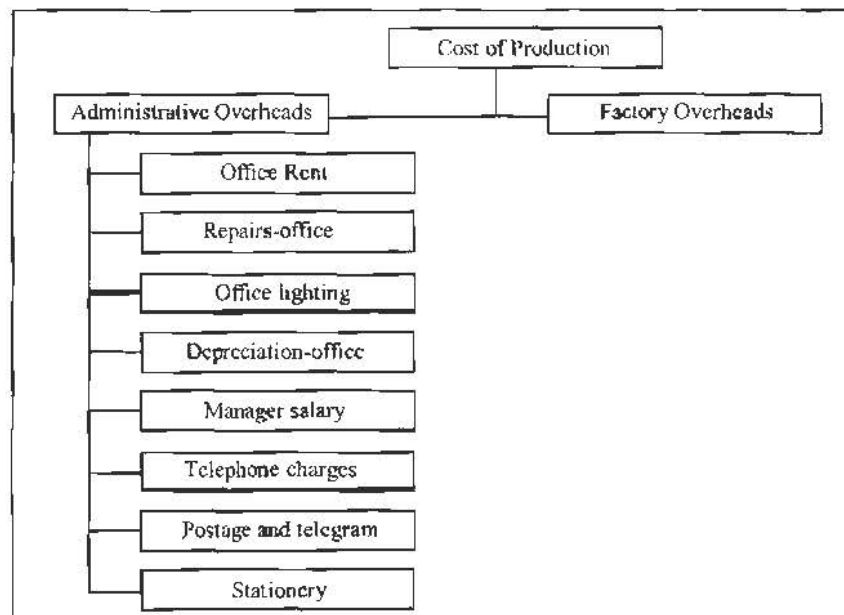 Cost of Production
Administrative Overheads
Factory Overheads
Office Rent
Repairs-office
Office lighting
Depreciation-office
Manager salary
Telephone charges
Postage and telegram
Stationery